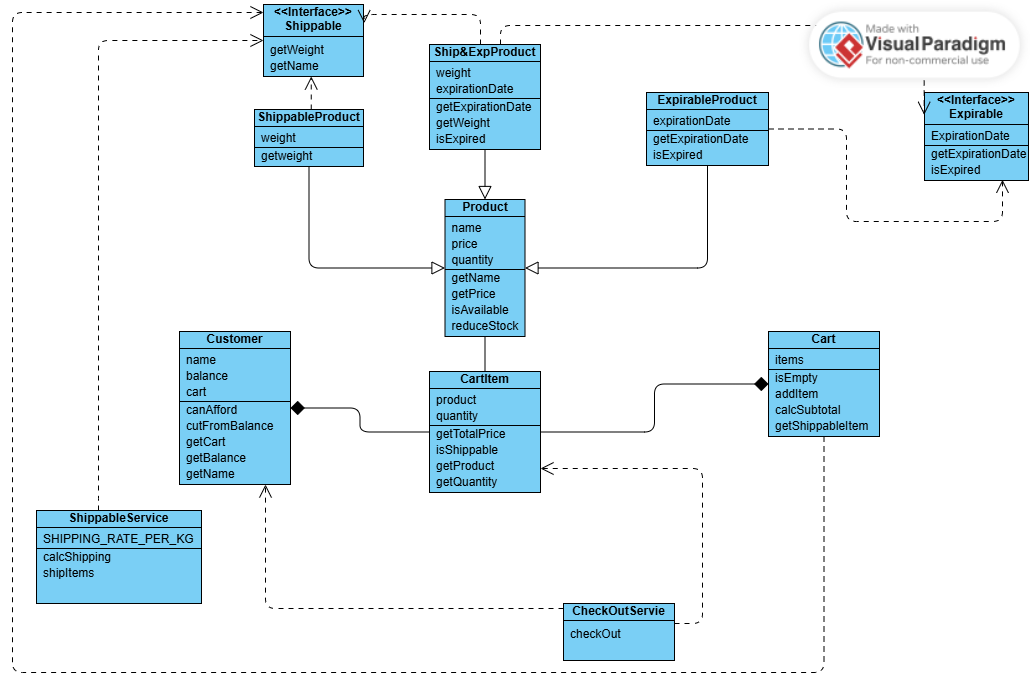 <<Interface>>
Shippable
getWeight
getName
Made with
Visual Paradigm
For non-commercial use
Ship&ExpProduct
weight
expirationDate
getExpirationDate
getWeight
isExpired
ShippableProduct
weight
getweight
ExpirableProduct
expirationDate
getExpirationDate
isExpired
<<Interface>>
Expirable
ExpirationDate
getExpirationDate
isExpired
Product
name
price
quantity
getName
getPrice
isAvailable
reduceStock
Customer
name
balance
cart
canAfford
cutFromBalance
getCart
getBalance
getName
CartItem
product
quantity
getTotalPrice
isShippable
getProduct
getQuantity
Cart
items
isEmpty
addItem
calcSubtotal
getShippableItem
ShippableService
SHIPPING_RATE_PER_KG
calcShipping
shipItems
CheckOutServie
checkOut